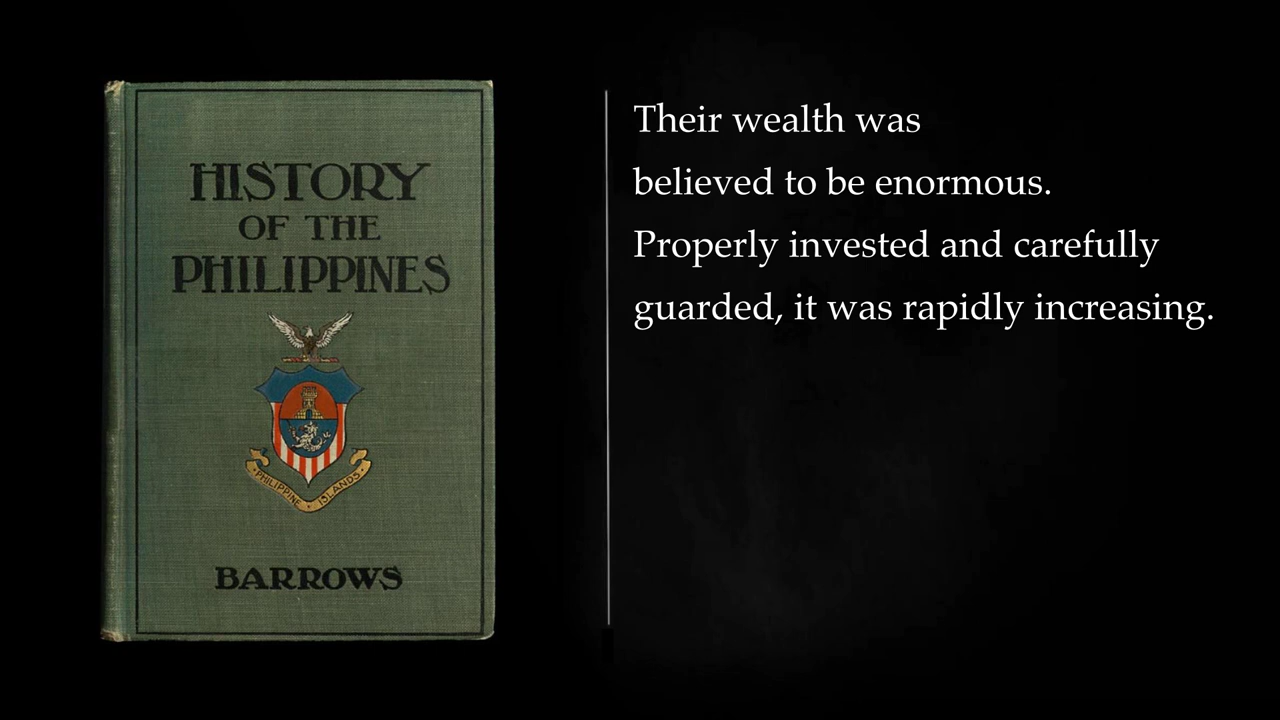 HISTORY
OF THE
PHILIPPINES
PHILIPPINE ISLANDS
BARROWS
Their wealth was
believed to be enormous.
Properly invested and carefully
guarded, it was rapidly increasing.